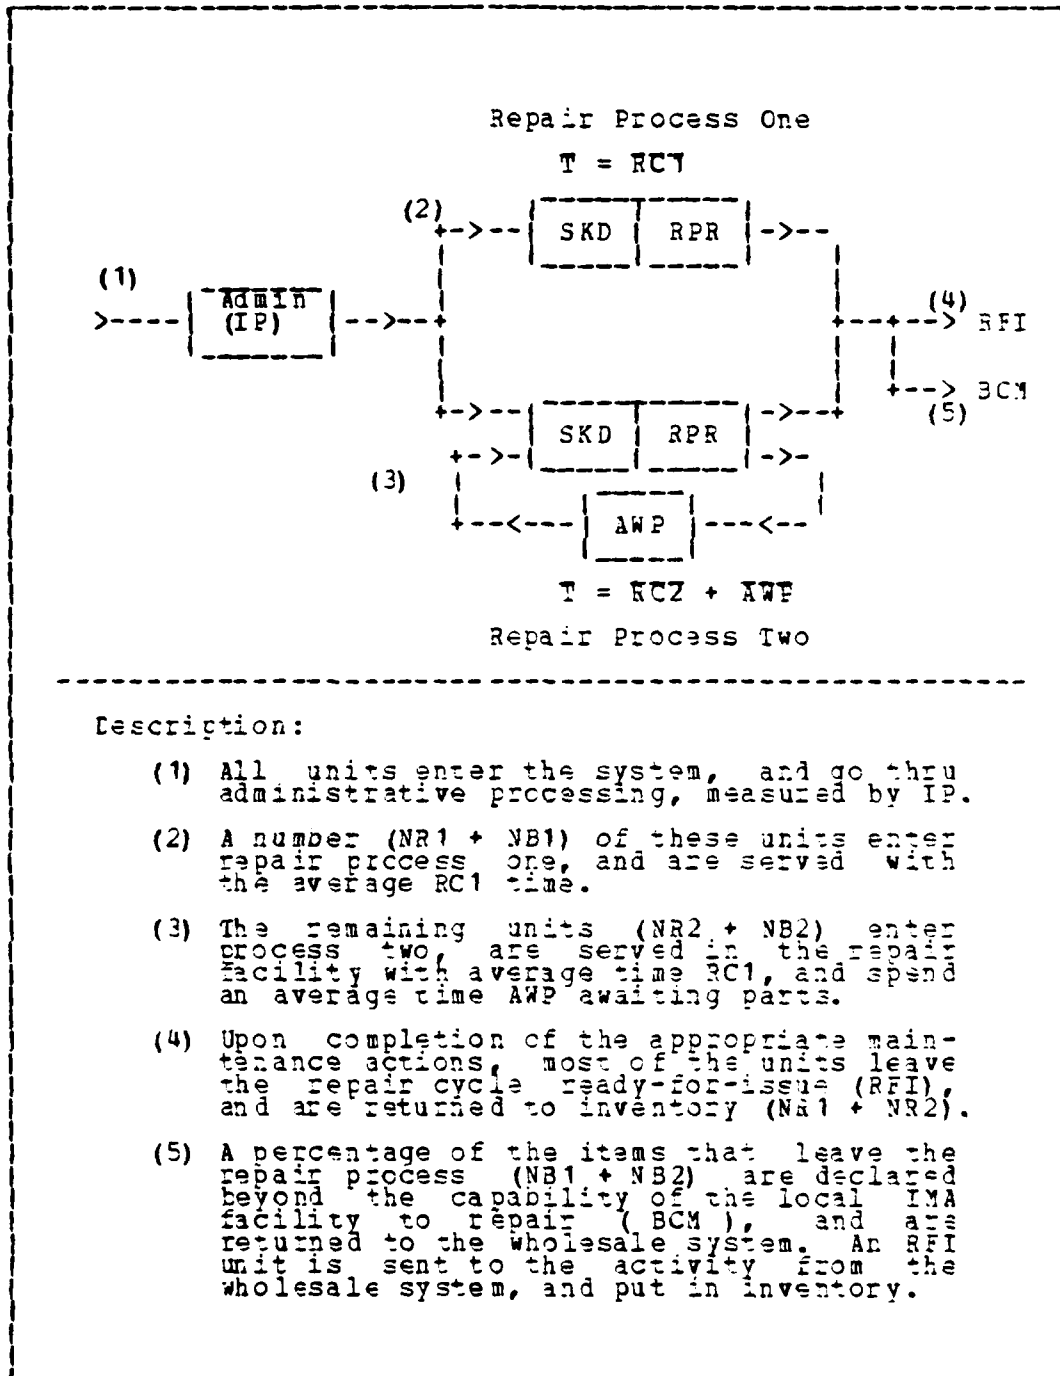 Repair Process One
T = RC1
(2)
SKD RPR
(1)
Admin
(IP)
(4)
RFI
BCM
(5)
SKD RPR
(3)
AWP
T = RC2 + AWP
Repair Process Two
Description:
(1) All units enter the system, and go thru
administrative processing, measured by IP.
(2) A number (NR1 + NB1) of these units enter
repair process one, and are served with
the average RC1 time.
(3) The remaining units (NR2 + NB2) enter
process two, are served in the repair
facility with average time RC1, and spend
an average time AWP awaiting parts.
(4) Upon completion of the appropriate main-
tenance actions, most of the units leave
the repair cycle ready-for-issue (RFI),
and are returned to inventory (NR1 + NR2).
(5) A percentage of the items that leave the
repair process (NB1 + NB2) are declared
beyond the capability of the local IMA
facility to repair ( BCM ), and are
returned to the wholesale system. An RFI
unit is sent to the activity from the
wholesale system, and put in inventory.